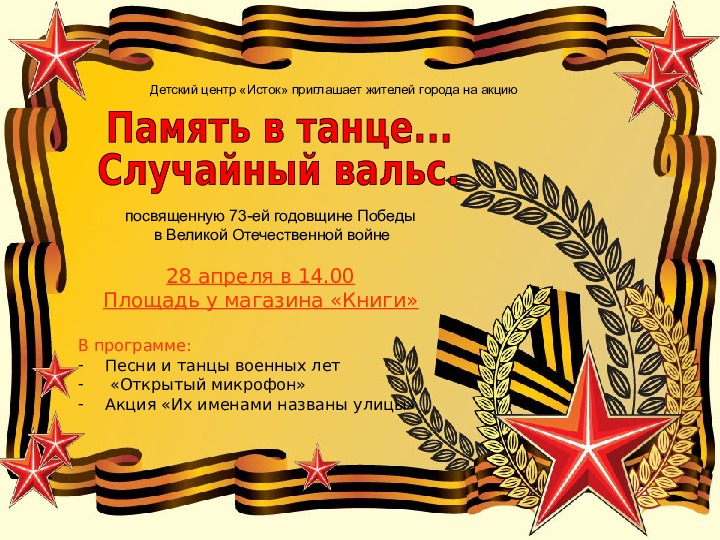 Детский центр «Исток» приглашает жителей города на акцию
Память в танце...
Случайный вальс.
посвященную 73-ей годовщине Победы
в Великой Отечественной войне
28 апреля в 14.00
Площадь у магазина «Книги»
В программе:
- Песни и танцы военных лет
- «Открытый микрофон»
- Акция «Их именами названы улицы»